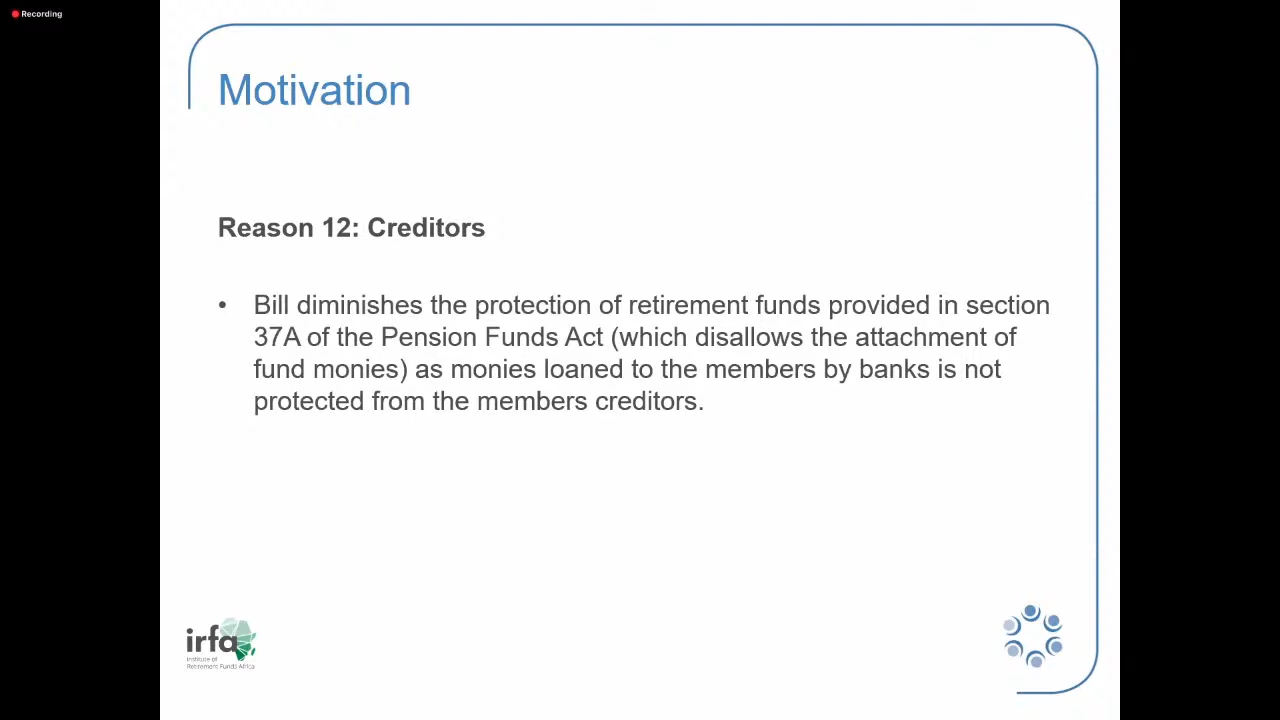 Recording
Motivation
Reason 12: Creditors
• Bill diminishes the protection of retirement funds provided in section
37A of the Pension Funds Act (which disallows the attachment of
fund monies) as monies loaned to the members by banks is not
protected from the members creditors.
irfa
Institute of
Retirement Funds Africa